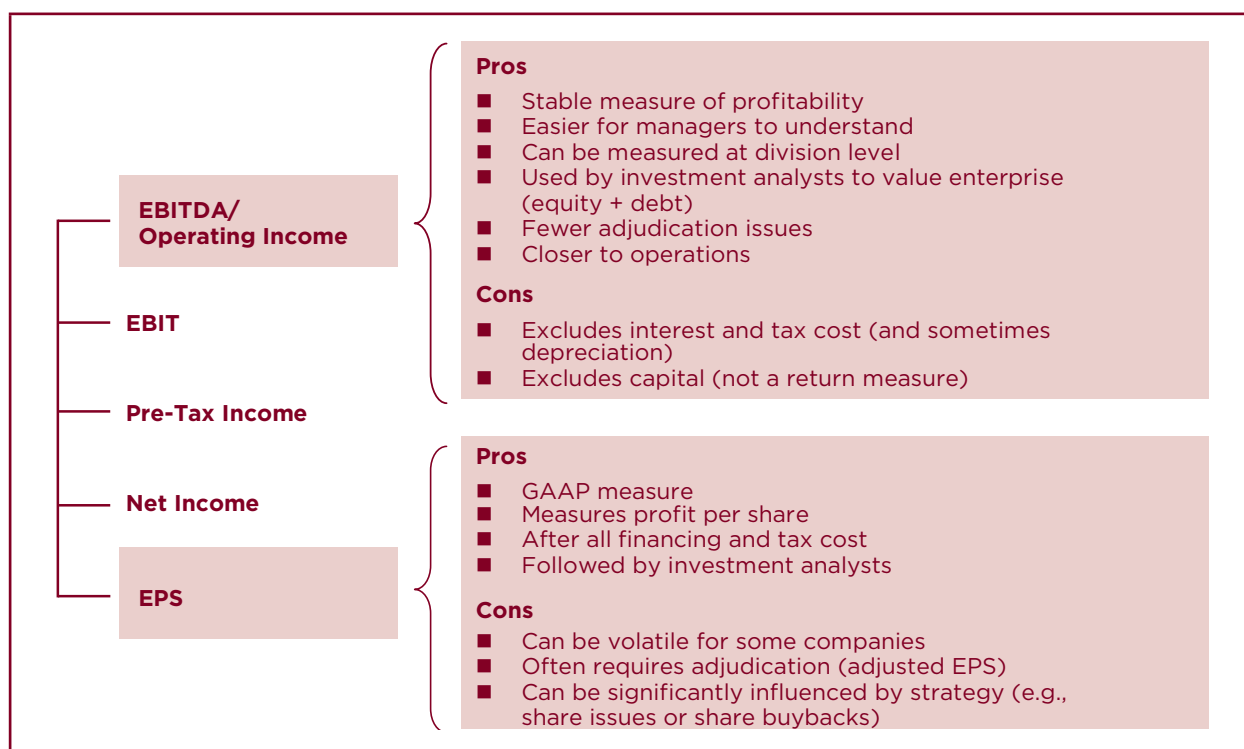 EBITDA/
Operating Income
EBIT
Pre-Tax Income
Net Income
EPS
Pros
■ Stable measure of profitability
■ Easier for managers to understand
■ Can be measured at division level
■ Used by investment analysts to value enterprise
(equity + debt)
■ Fewer adjudication issues
■ Closer to operations
Cons
■ Excludes interest and tax cost (and sometimes
depreciation)
■ Excludes capital (not a return measure)
Pros
■ GAAP measure
■ Measures profit per share
■ After all financing and tax cost
■ Followed by investment analysts
Cons
■ Can be volatile for some companies
■ Often requires adjudication (adjusted EPS)
■ Can be significantly influenced by strategy (e.g.,
share issues or share buybacks)